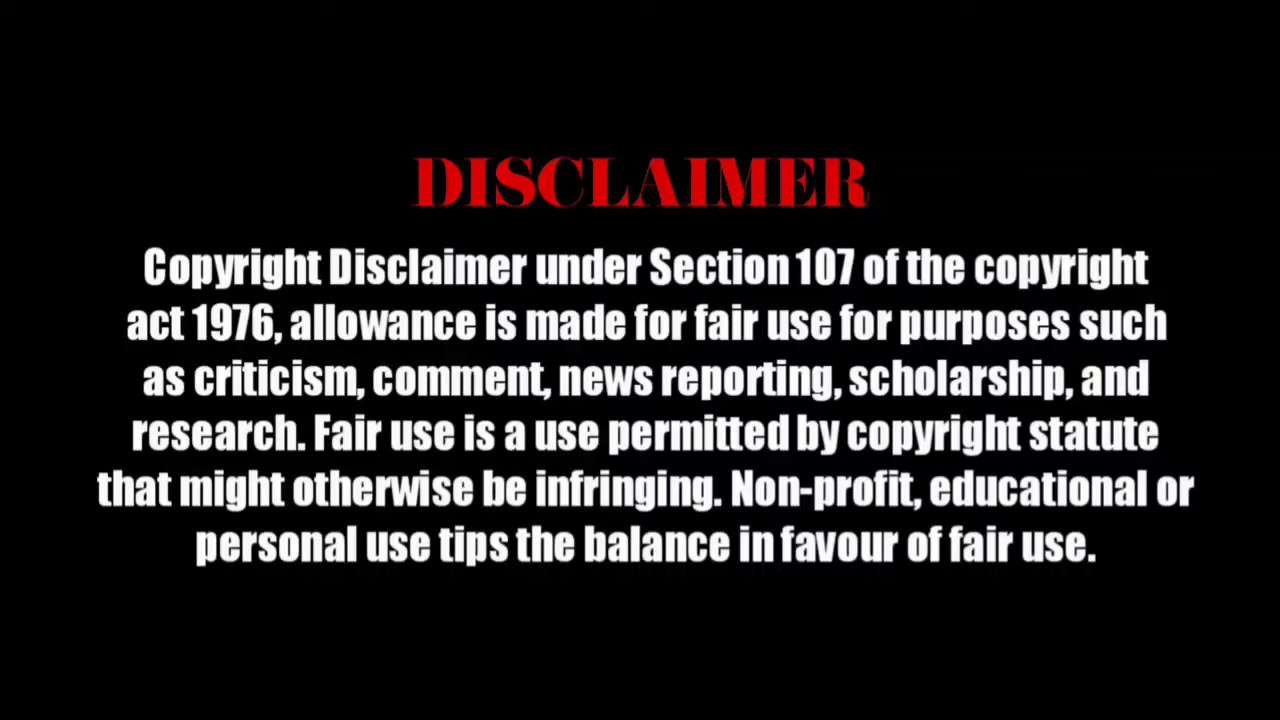 DISCLAIMER
Copyright Disclaimer under Section 107 of the copyright
act 1976, allowance is made for fair use for purposes such
as criticism, comment, news reporting, scholarship, and
research. Fair use is a use permitted by copyright statute
that might otherwise be infringing. Non-profit, educational or
personal use tips the balance in favour of fair use.